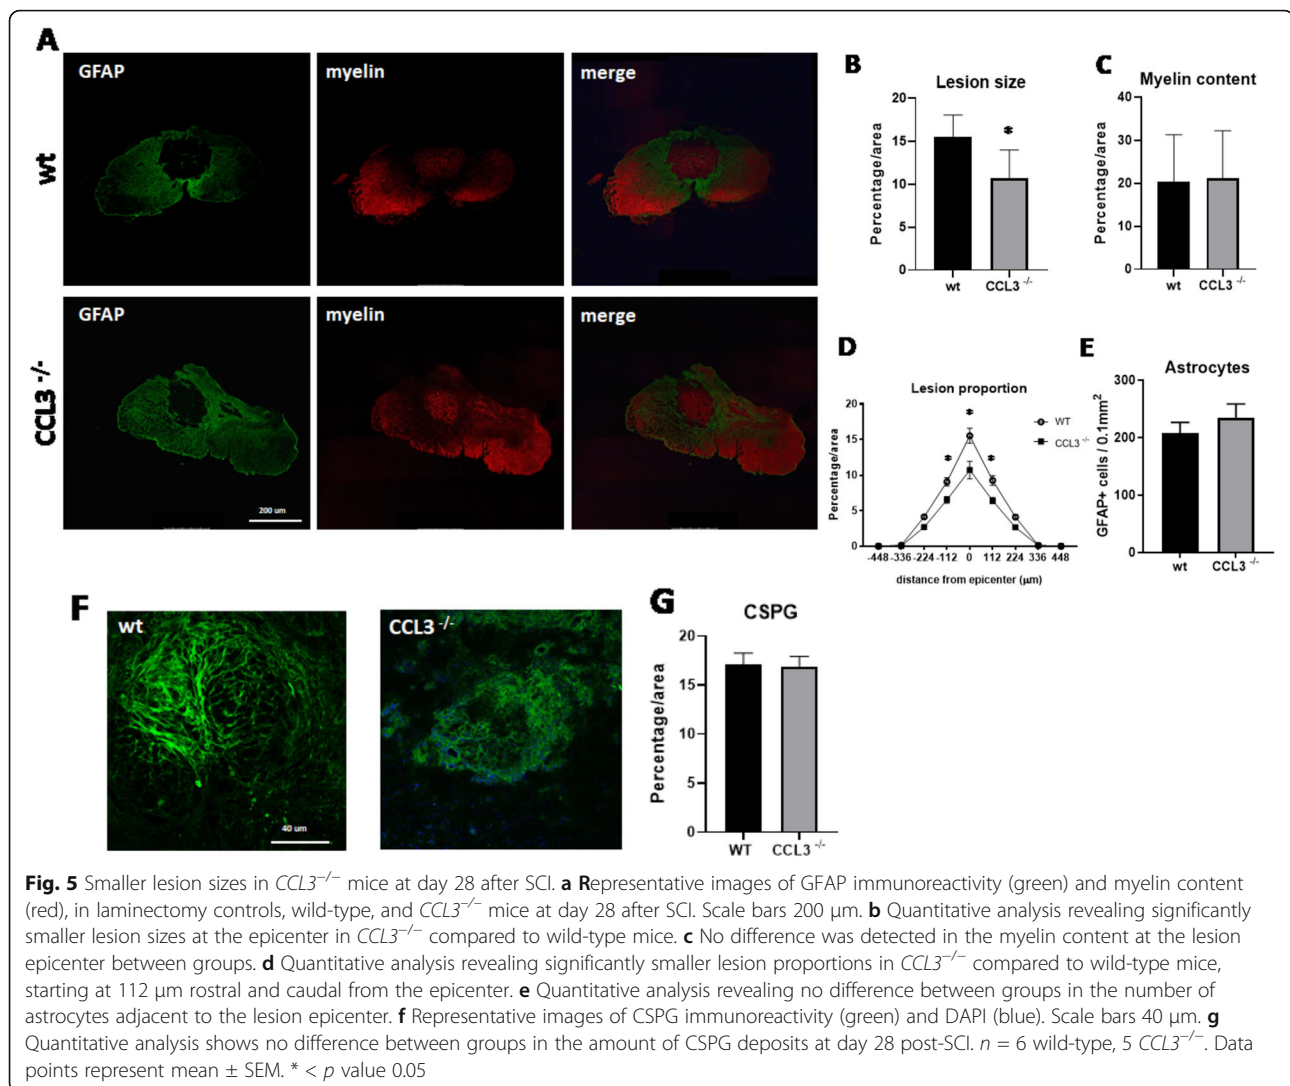 A
GFAP
myelin
merge
wt
GFAP
myelin
merge
CCL3 -/-
200 um
B
Lesion size
Percentage/area
20
15
10
5
0
*
wt
CCL3 -/-
C
Myelin content
Percentage/area
40
30
20
10
0
wt
CCL3 -/-
D
Lesion proportion
Percentage/area
20
15
10
5
0
*
*
*
WT
CCL3 -/-
-448 -336 -224 -112 0 112 224 336 448
distance from epicenter (µm)
E
Astrocytes
GFAP+ cells / 0.1mm²
300
200
100
0
wt
CCL3 -/-
F
wt
40 um
CCL3 -/-
G
CSPG
Percentage/area
20
15
10
5
0
WT
CCL3 -/-
Fig. 5 Smaller lesion sizes in CCL3−/− mice at day 28 after SCI. a Representative images of GFAP immunoreactivity (green) and myelin content
(red), in laminectomy controls, wild-type, and CCL3−/− mice at day 28 after SCI. Scale bars 200 μm. b Quantitative analysis revealing significantly
smaller lesion sizes at the epicenter in CCL3−/− compared to wild-type mice. c No difference was detected in the myelin content at the lesion
epicenter between groups. d Quantitative analysis revealing significantly smaller lesion proportions in CCL3−/− compared to wild-type mice,
starting at 112 μm rostral and caudal from the epicenter. e Quantitative analysis revealing no difference between groups in the number of
astrocytes adjacent to the lesion epicenter. f Representative images of CSPG immunoreactivity (green) and DAPI (blue). Scale bars 40 μm. g
Quantitative analysis shows no difference between groups in the amount of CSPG deposits at day 28 post-SCI. n = 6 wild-type, 5 CCL3−/−. Data
points represent mean ± SEM. * < p value 0.05